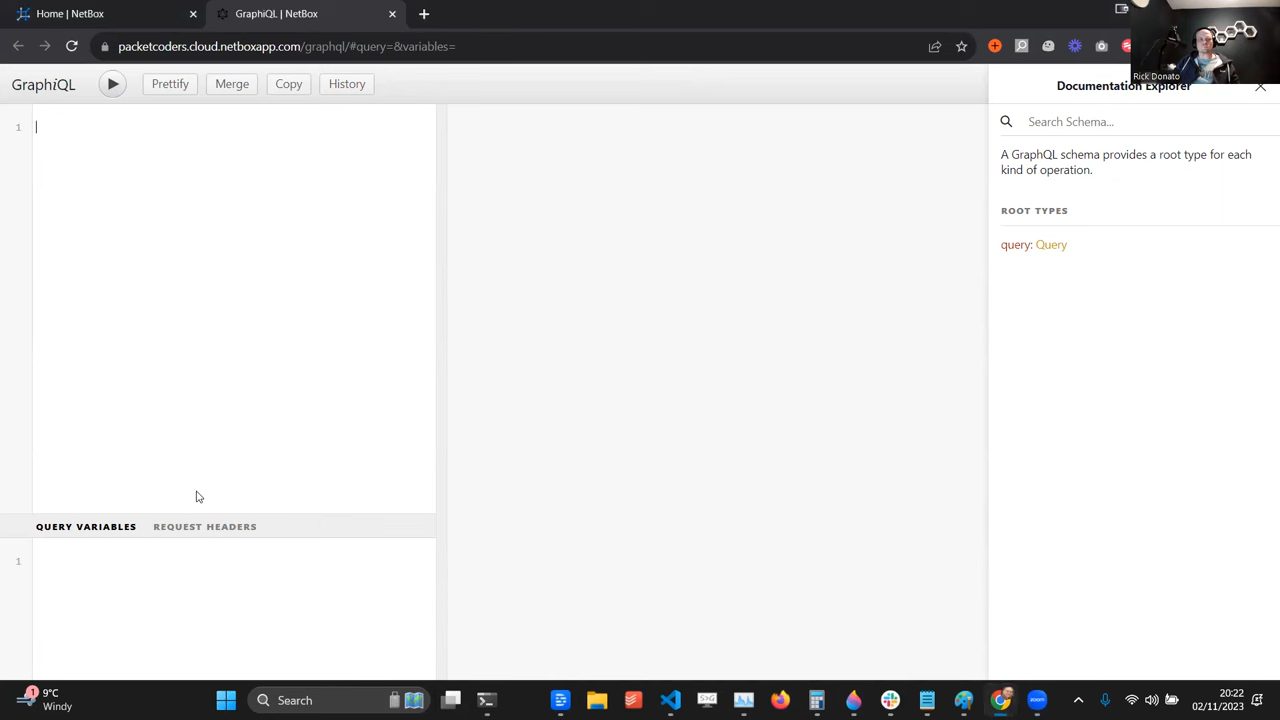 Home | NetBox
GraphiQL | NetBox
packetcoders.cloud.netboxapp.com/graphql/#query=&variables=
Rick Donato
GraphiQL
Prettify
Merge
Copy
History
Documentation Explorer
Search Schema...
A GraphQL schema provides a root type for each
kind of operation.
ROOT TYPES
query: Query
1
QUERY VARIABLES
REQUEST HEADERS
1
1
9°C
Windy
Search
20:22
02/11/2023